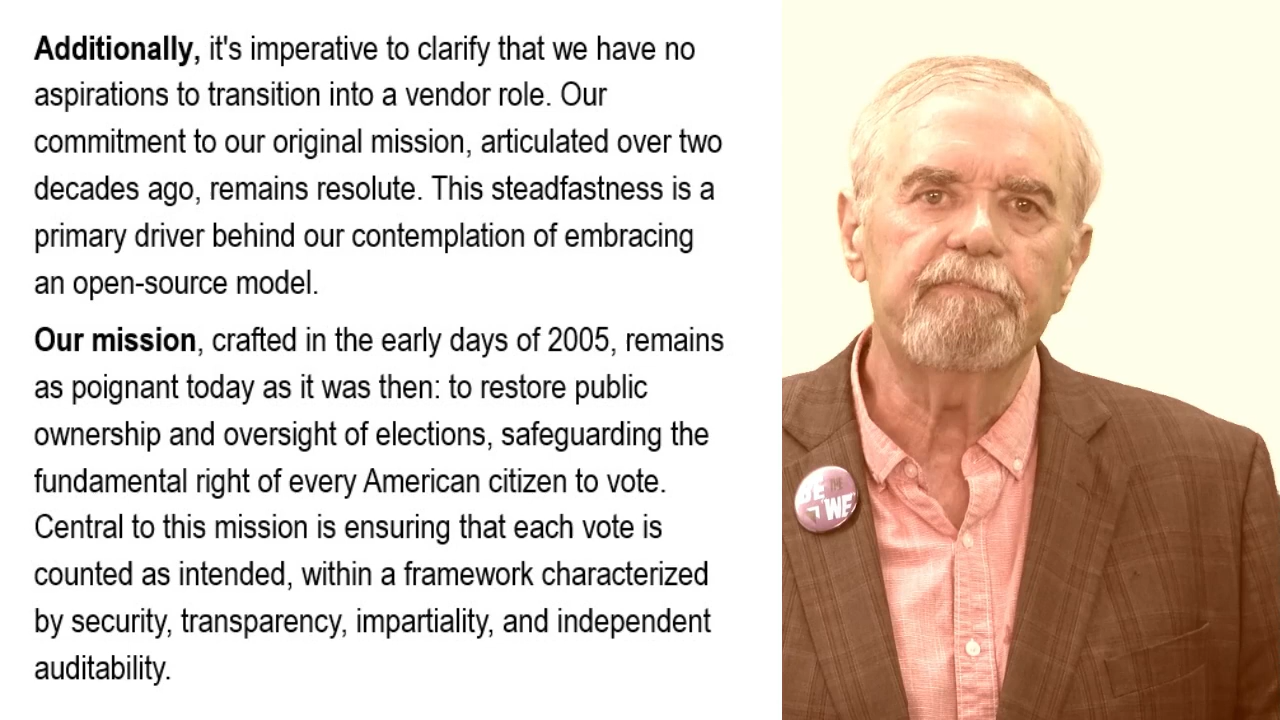 Additionally, it's imperative to clarify that we have no
aspirations to transition into a vendor role. Our
commitment to our original mission, articulated over two
decades ago, remains resolute. This steadfastness is a
primary driver behind our contemplation of embracing
an open-source model.
Our mission, crafted in the early days of 2005, remains
as poignant today as it was then: to restore public
ownership and oversight of elections, safeguarding the
fundamental right of every American citizen to vote.
Central to this mission is ensuring that each vote is
counted as intended, within a framework characterized
by security, transparency, impartiality, and independent
auditability.
BE
WE